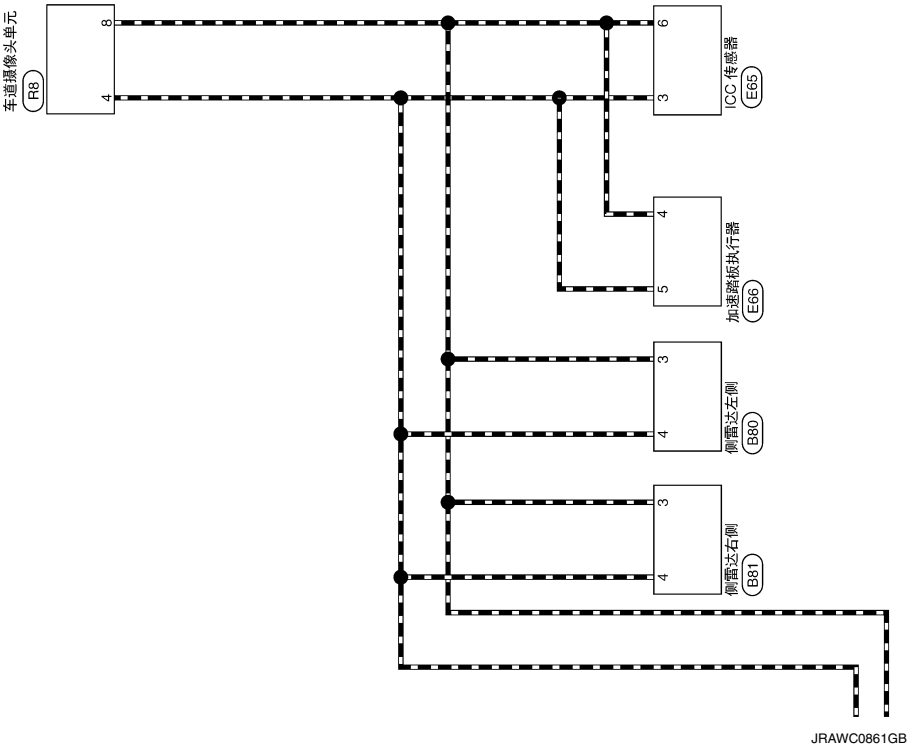 车道摄像头单元
R8
8
4
6
3
ICC 传感器
E65
4
5
加速踏板执行器
E66
3
4
侧雷达左侧
B80
3
4
侧雷达右侧
B81
JRAWC0861GB